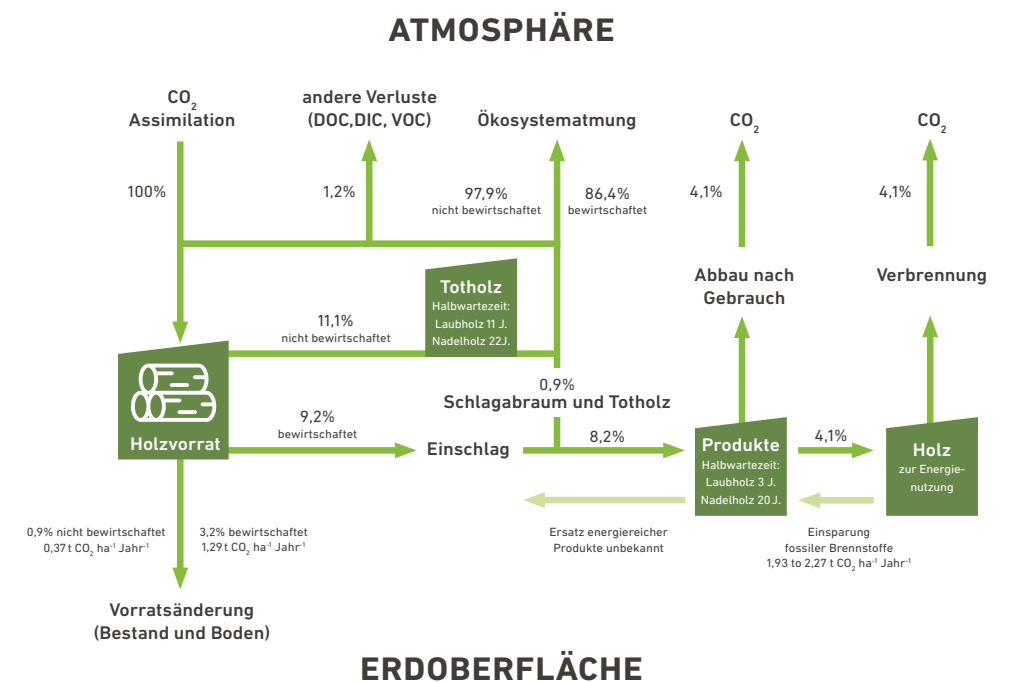 ATMOSPHÄRE
CO₂
Assimilation
andere Verluste
(DOC,DIC, VOC)
Ökosystematmung
CO₂
CO₂
100%
1,2%
97,9%
nicht bewirtschaftet
86,4%
bewirtschaftet
4,1%
4,1%
Totholz
Halbwartezeit:
Laubholz 11 J.
Nadelholz 22J.
Abbau nach
Gebrauch
Verbrennung
11,1%
nicht bewirtschaftet
0,9%
Schlagabraum und Totholz
Holzvorrat
9,2%
bewirtschaftet
Einschlag
8,2%
Produkte
Halbwartezeit:
Laubholz 3 J.
Nadelholz 20 J.
4,1%
Holz
zur Energie-
nutzung
0,9% nicht bewirtschaftet
0,37 t CO₂ ha⁻¹ Jahr⁻¹
3,2% bewirtschaftet
1,29 t CO₂ ha⁻¹ Jahr⁻¹
Ersatz energiereicher
Produkte unbekannt
Einsparung
fossiler Brennstoffe
1,93 to 2,27 t CO₂ ha⁻¹ Jahr⁻¹
Vorratsänderung
(Bestand und Boden)
ERDOBERFLÄCHE